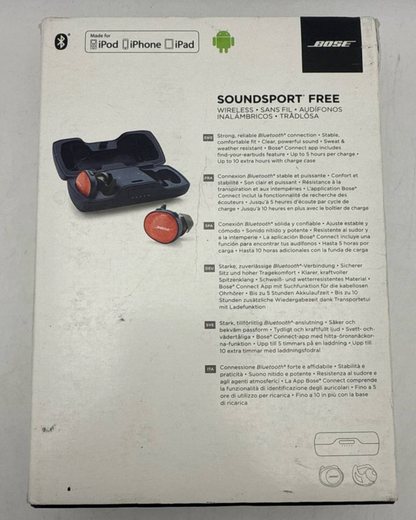 Made for
iPod iPhone iPad
BOSE
SOUNDSPORT® FREE
WIRELESS • SANS FIL • AUDÍFONOS
INALÁMBRICOS • TRÅDLÖSA
Strong, reliable Bluetooth® connection • Stable,
comfortable fit • Clear, powerful sound • Sweat &
weather resistant • Bose® Connect app includes
find-your-earbuds feature • Up to 5 hours per charge •
Up to 10 extra hours with charge case
Connexion Bluetooth® stable et puissante • Confort et
stabilité • Son clair et puissant • Résistance à la
transpiration et aux intempéries • L'application Bose®
Connect inclut la fonctionnalité de recherche des
écouteurs • Jusqu'à 5 heures d'écoute par cycle de
charge • Jusqu'à 10 heures en plus avec le boîtier de charge
Conexión Bluetooth® sólida y confiable • Ajuste estable y
cómodo • Sonido nítido y potente • Resistencia al sudor y
a la intemperie • La aplicación Bose® Connect incluye una
función para encontrar tus audífonos • Hasta 5 horas por
carga • Hasta 10 horas adicionales con la funda de carga
Starke, zuverlässige Bluetooth®-Verbindung • Sicherer
Sitz und hoher Tragekomfort • Klarer, kraftvoller
Spitzenklang • Schweiß- und wetterresistentes Material •
Bose® Connect App mit Suchfunktion für die kabellosen
Ohrhörer • Bis zu 5 Stunden Akkulaufzeit • Bis zu 10
Stunden zusätzliche Wiedergabezeit dank Transportetui
mit Ladefunktion
Stark, tillförlitlig Bluetooth®-anslutning • Säker och
bekväm passform • Tydligt och kraftfullt ljud • Svett- och
vädertåliga • Bose® Connect-app med hitta-öronsnäckor-
na-funktion • Upp till 5 timmars på en laddning • Upp till
10 extra timmar med laddningsfodral
ITA
Connessione Bluetooth® forte e affidabile • Stabilità e
praticità • Suono nitido e potente • Resistenza al sudore e
agli agenti atmosferici • La App Bose® Connect comprende
la funzionalità di identificazione degli auricolari • Fino a 5
ore di utilizzo per ricarica • Fino a 10 in più con la base
di ricarica